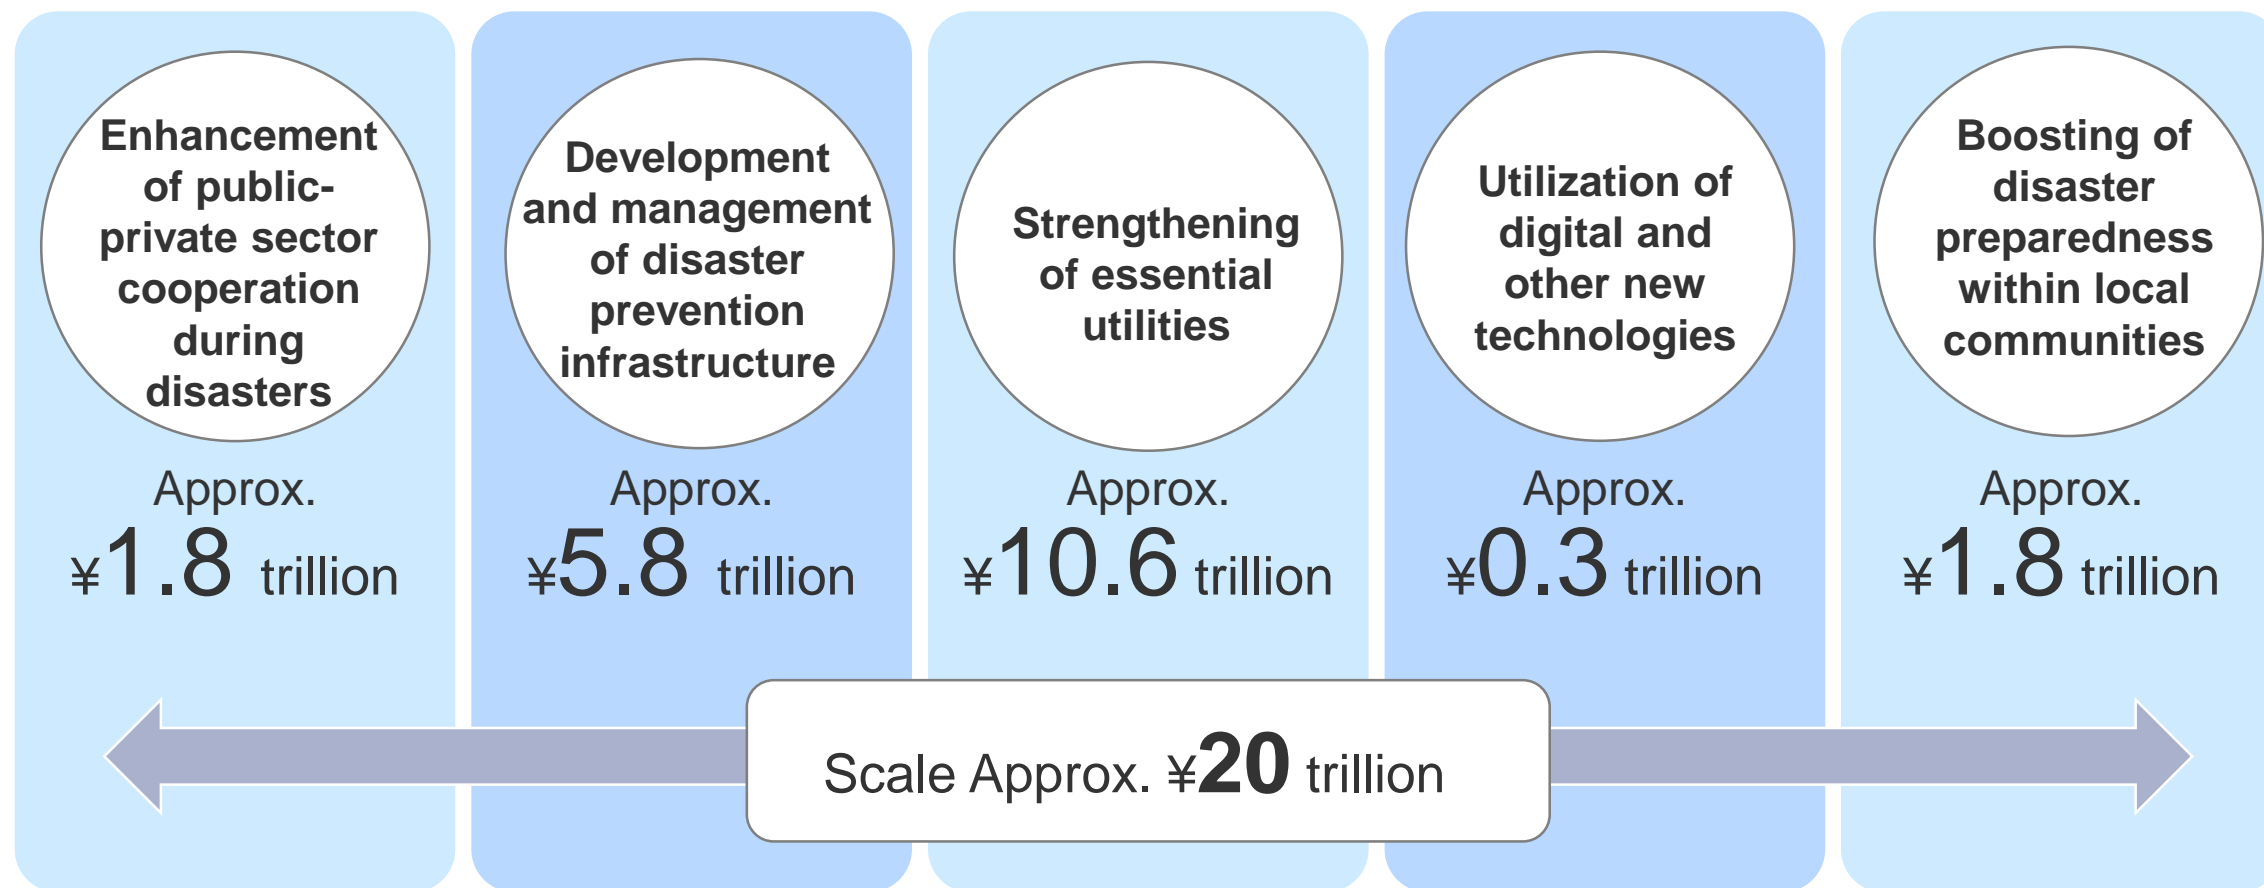 Enhancement
of public-
private sector
cooperation
during
disasters
Approx.
¥1.8 trillion
Development
and management
of disaster
prevention
infrastructure
Approx.
¥5.8 trillion
Strengthening
of essential
utilities
Approx.
¥10.6 trillion
Utilization of
digital and
other new
technologies
Approx.
¥0.3 trillion
Boosting of
disaster
preparedness
within local
communities
Approx.
¥1.8 trillion
Scale Approx. ¥20 trillion